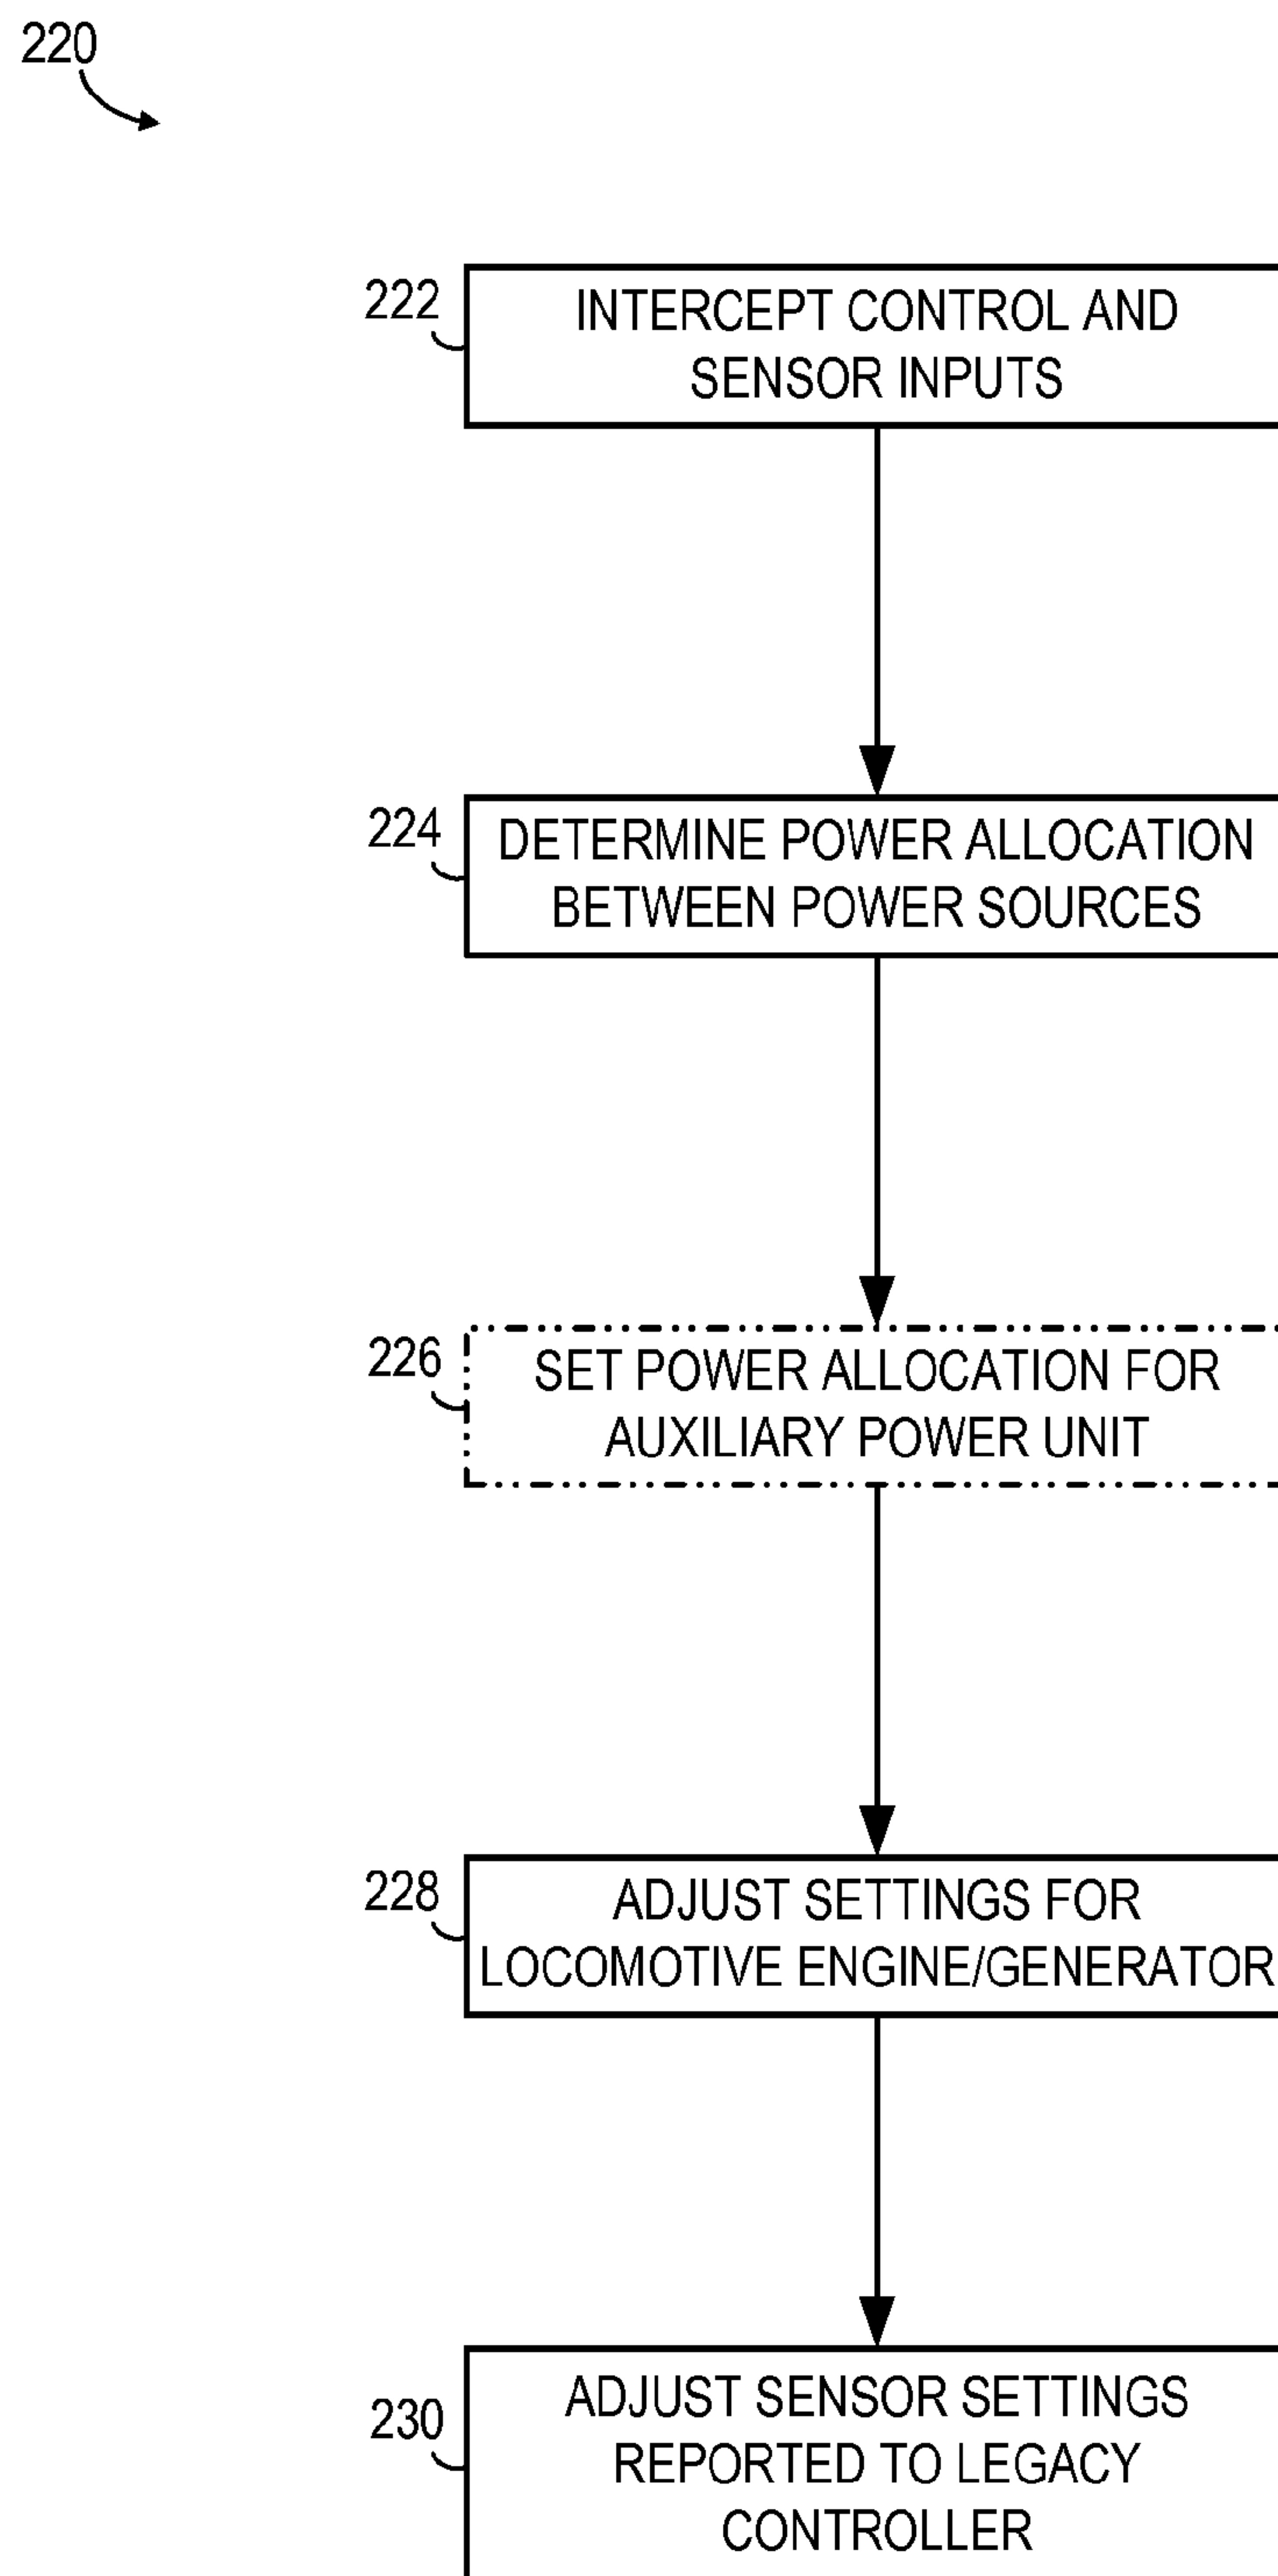 220
222
INTERCEPT CONTROL AND
SENSOR INPUTS
224
DETERMINE POWER ALLOCATION
BETWEEN POWER SOURCES
226
SET POWER ALLOCATION FOR
AUXILIARY POWER UNIT
228
ADJUST SETTINGS FOR
LOCOMOTIVE ENGINE/GENERATOR
230
ADJUST SENSOR SETTINGS
REPORTED TO LEGACY
CONTROLLER